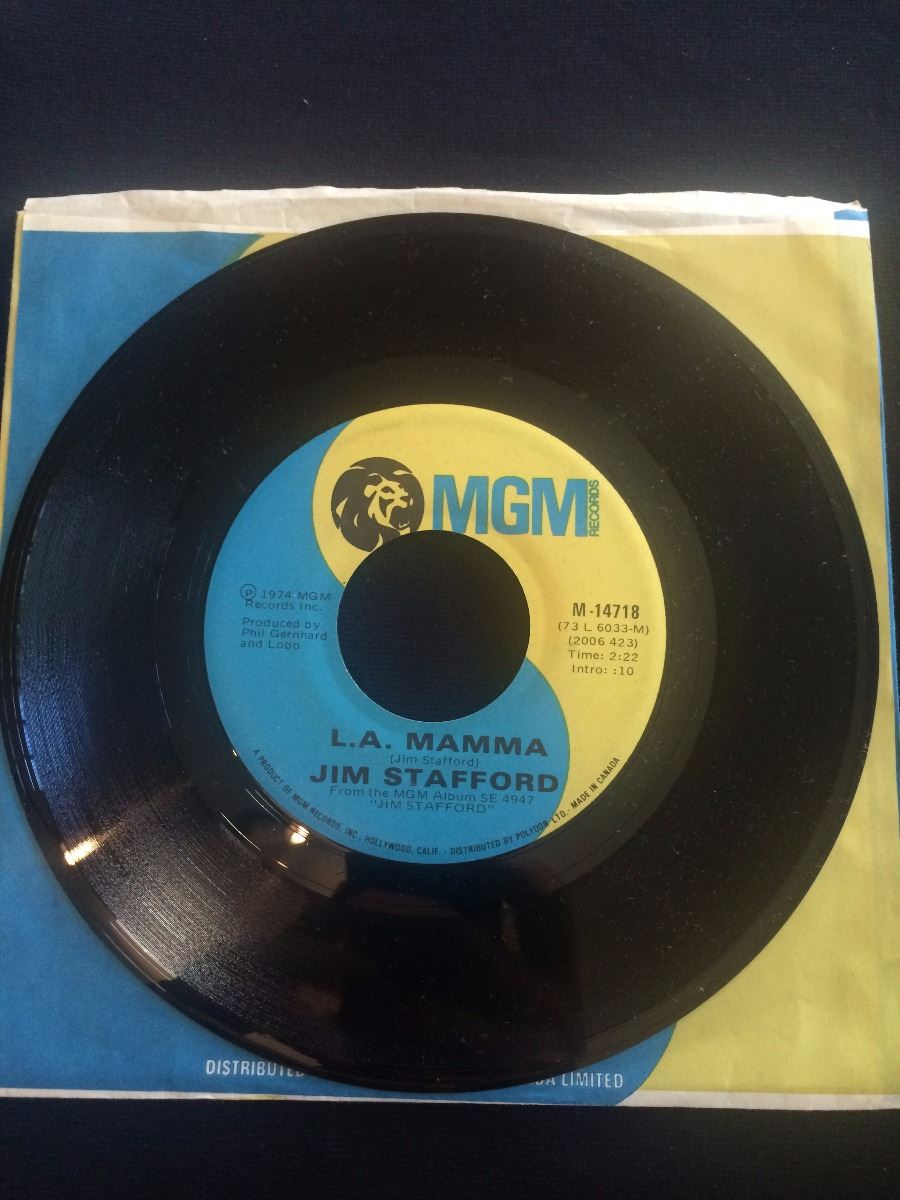 MGM
RECORDS
℗ 1974 MGM
Records Inc.
Produced by
Phil Gernhard
and Lobo
M-14718
(73 L 6033-M)
(2006 423)
Time: 2:22
Intro: :10
L.A. MAMMA
(Jim Stafford)
JIM STAFFORD
From the MGM Album SE 4947
"JIM STAFFORD"
A PRODUCT OF MGM RECORDS, INC., HOLLYWOOD, CALIF. - DISTRIBUTED BY POLYDOR LTD. - MADE IN CANADA
DISTRIBUTED DA LIMITED